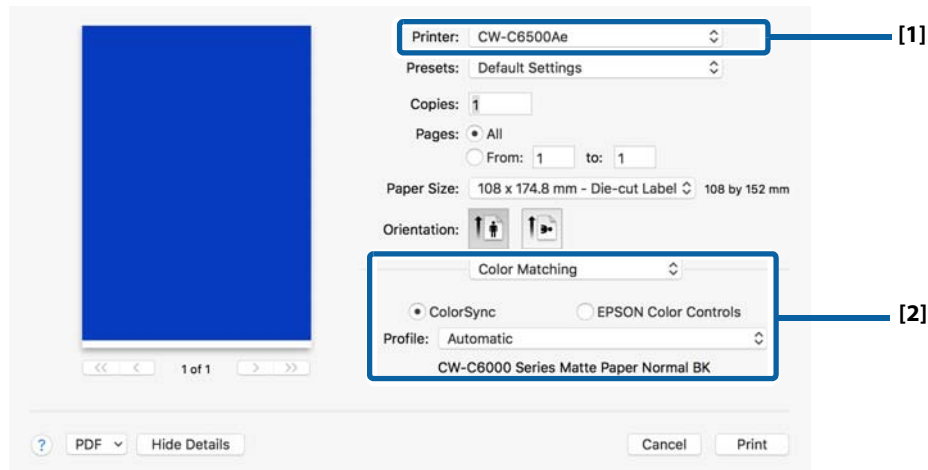 Printer: CW-C6500Ae
[1]
Presets: Default Settings
Copies: 1
Pages: All
From: 1 to: 1
Paper Size: 108 x 174.8 mm - Die-cut Label 108 by 152 mm
Orientation:
Color Matching
ColorSync EPSON Color Controls
[2]
Profile: Automatic
CW-C6000 Series Matte Paper Normal BK
<< < 1 of 1 > >>
? PDF Hide Details Cancel Print